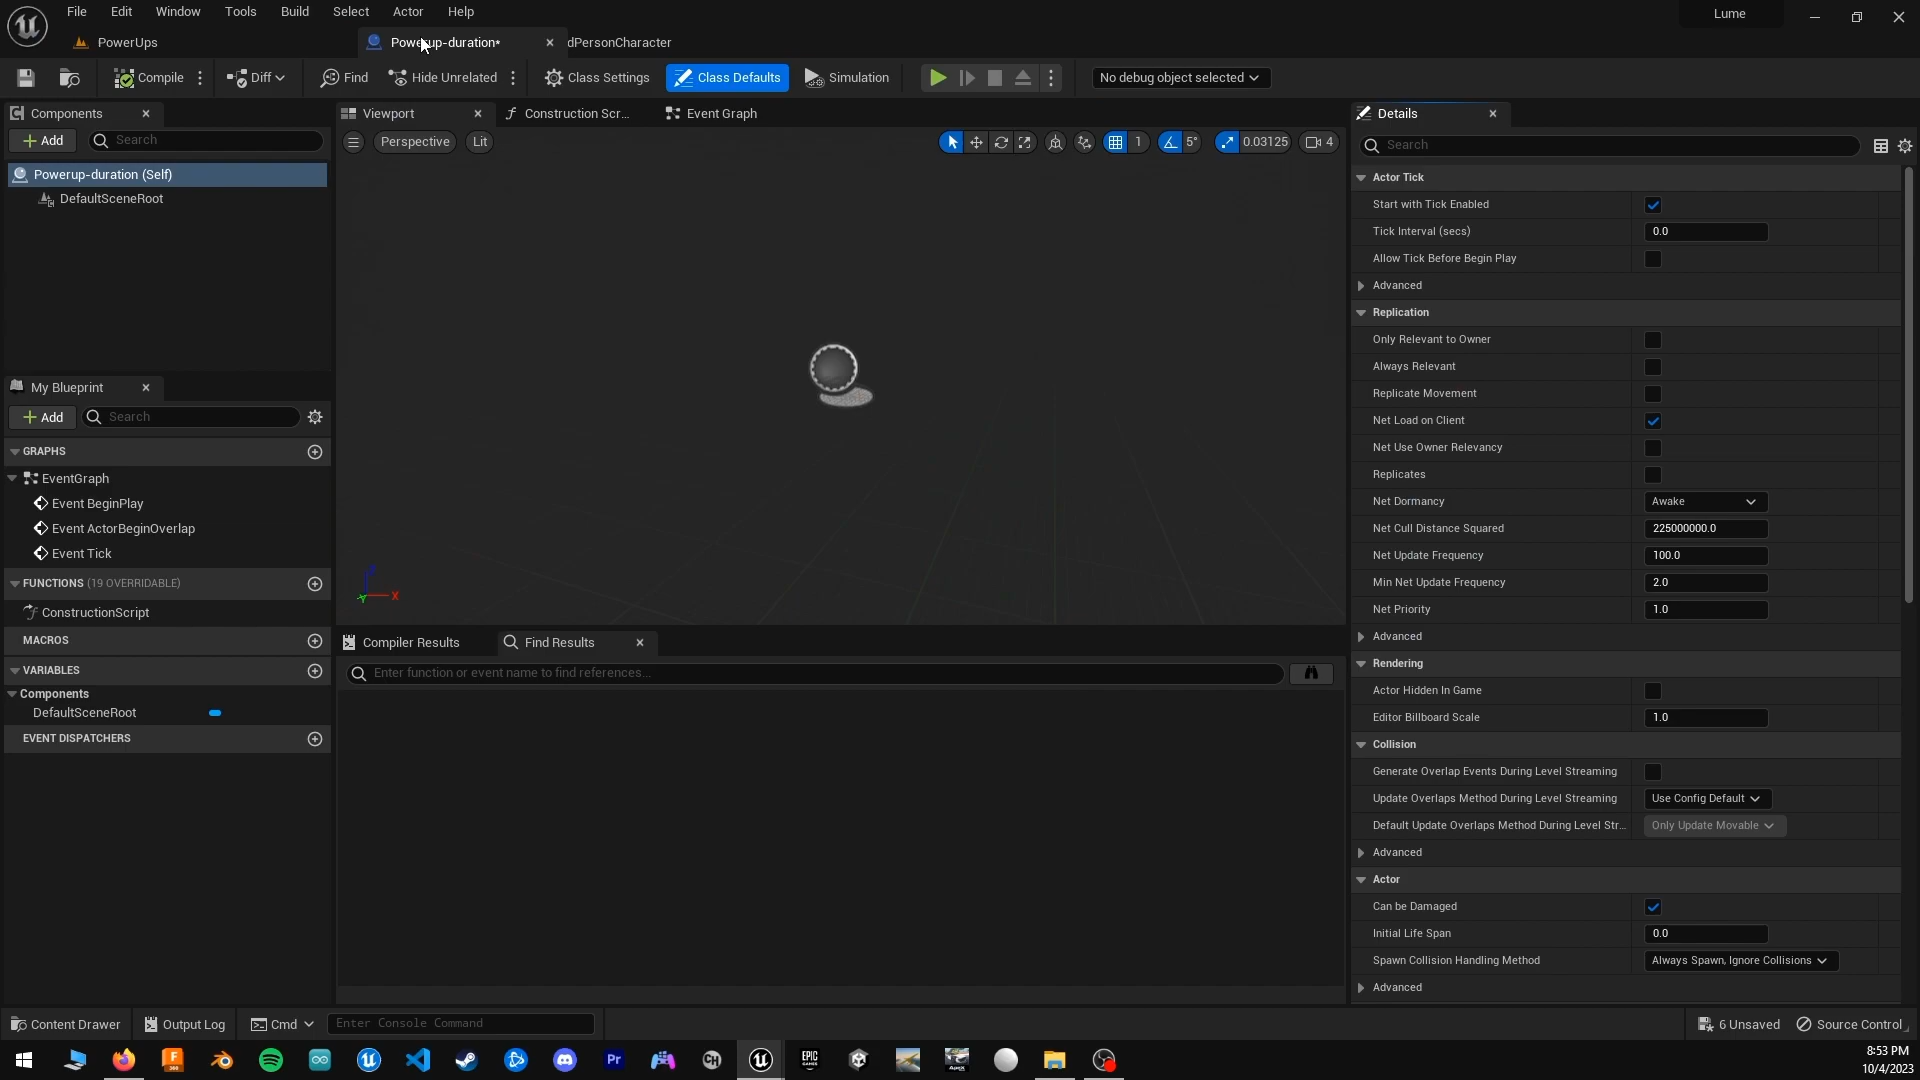 File Edit Window Tools Build Select Actor Help
Lume
PowerUps
Powerup-duration*
dPersonCharacter
Compile
Diff
Find
Hide Unrelated
Class Settings
Class Defaults
Simulation
No debug object selected
Components
Add
Search
Powerup-duration (Self)
DefaultSceneRoot
My Blueprint
Add
Search
GRAPHS
EventGraph
Event BeginPlay
Event ActorBeginOverlap
Event Tick
FUNCTIONS (19 OVERRIDABLE)
ConstructionScript
MACROS
VARIABLES
Components
DefaultSceneRoot
EVENT DISPATCHERS
Viewport
Construction Scr...
Event Graph
Perspective
Lit
1
5°
0.03125
4
X
Compiler Results
Find Results
Enter function or event name to find references...
Details
Search
Actor Tick
Start with Tick Enabled
Tick Interval (secs) 0.0
Allow Tick Before Begin Play
Advanced
Replication
Only Relevant to Owner
Always Relevant
Replicate Movement
Net Load on Client
Net Use Owner Relevancy
Replicates
Net Dormancy Awake
Net Cull Distance Squared 225000000.0
Net Update Frequency 100.0
Min Net Update Frequency 2.0
Net Priority 1.0
Advanced
Rendering
Actor Hidden In Game
Editor Billboard Scale 1.0
Collision
Generate Overlap Events During Level Streaming
Update Overlaps Method During Level Streaming Use Config Default
Default Update Overlaps Method During Level Str... Only Update Movable
Advanced
Actor
Can be Damaged
Initial Life Span 0.0
Spawn Collision Handling Method Always Spawn, Ignore Collisions
Advanced
Content Drawer
Output Log
Cmd
Enter Console Command
6 Unsaved
Source Control
Pr
CH
EPIC
8:53 PM
10/4/2023